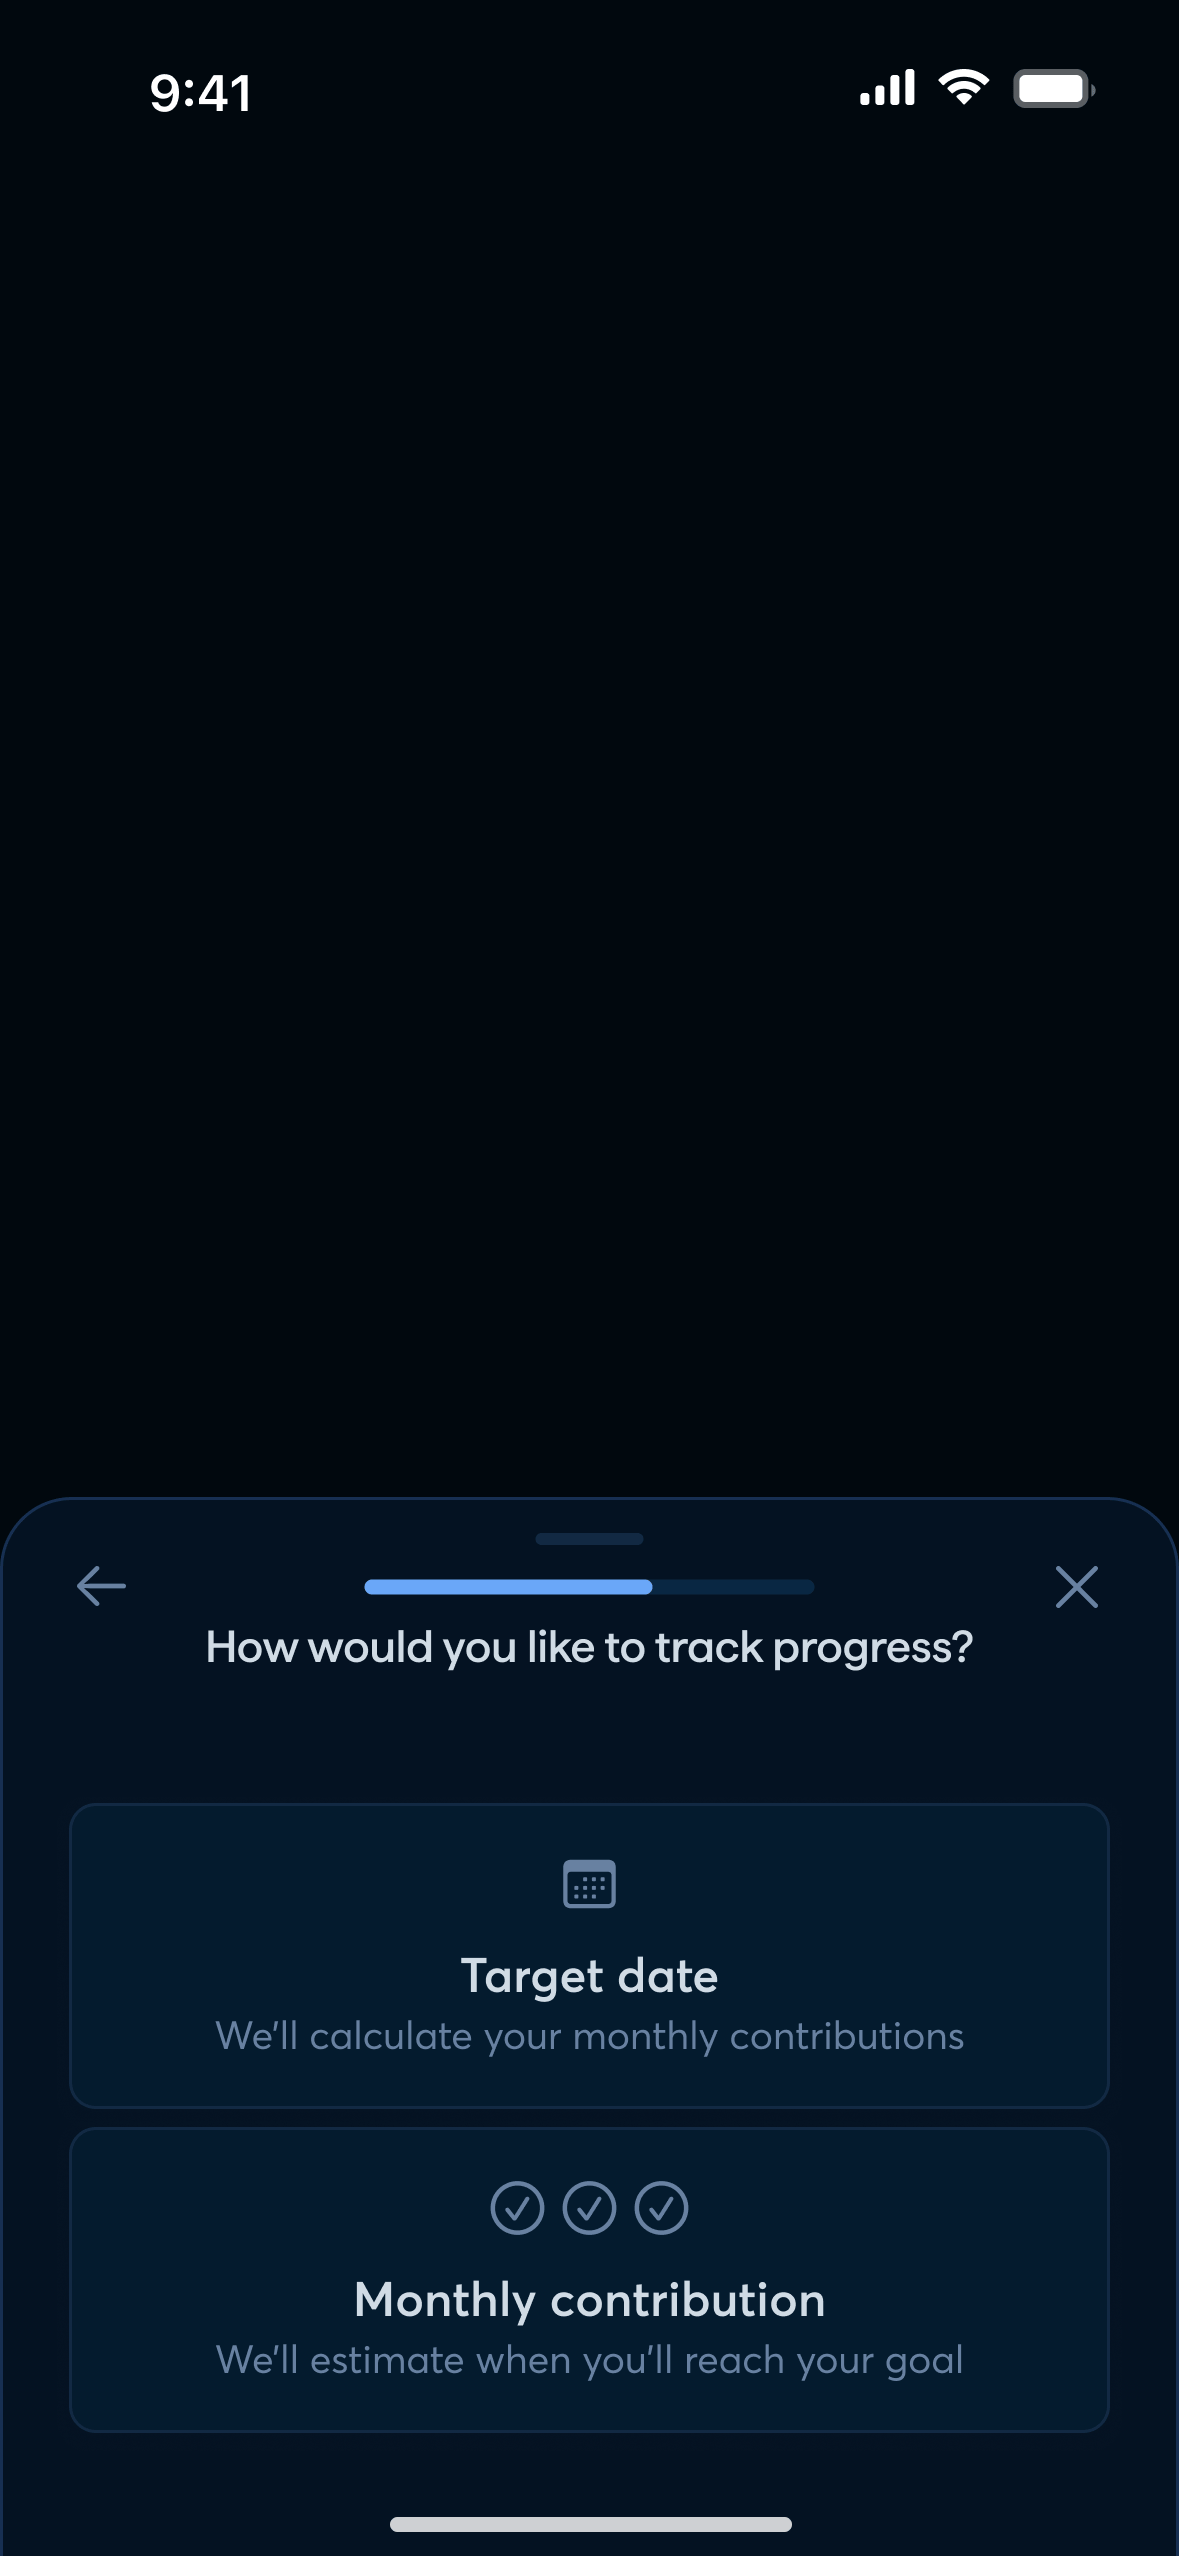 9:41
How would you like to track progress?
Target date
We'll calculate your monthly contributions
Monthly contribution
We'll estimate when you'll reach your goal